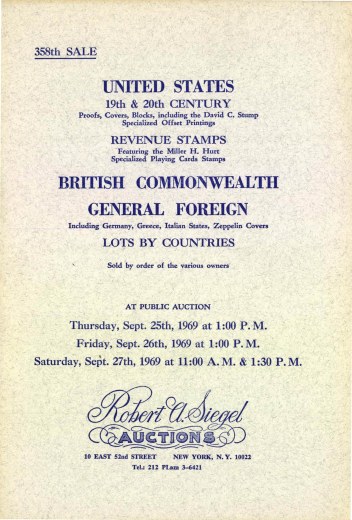 358th SALE
UNITED STATES
19th & 20th CENTURY
Proofs, Covers, Blocks, including the David C. Stump
Specialized Offset Printings
REVENUE STAMPS
Featuring the Miller H. Hurt
Specialized Playing Cards Stamps
BRITISH COMMONWEALTH
GENERAL FOREIGN
Including Germany, Greece, Italian States, Zeppelin Covers
LOTS BY COUNTRIES
Sold by order of the various owners
AT PUBLIC AUCTION
Thursday, Sept. 25th, 1969 at 1:00 P.M.
Friday, Sept. 26th, 1969 at 1:00 P.M.
Saturday, Sept. 27th, 1969 at 11:00 A.M. & 1:30 P.M.
Robert A. Siegel
AUCTIONS
10 EAST 52nd STREET NEW YORK, N. Y. 10022
Tel.: 212 PLaza 3-6421